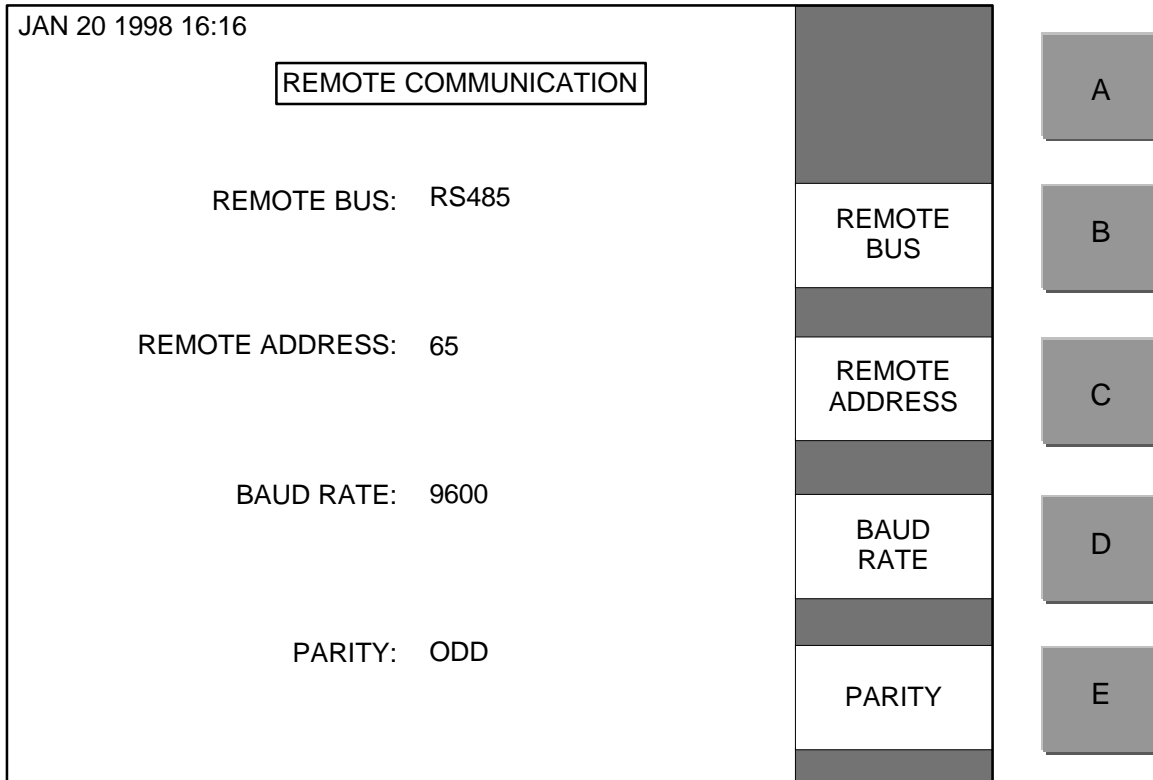 JAN 20 1998 16:16
REMOTE COMMUNICATION
REMOTE BUS: RS485
REMOTE ADDRESS: 65
BAUD RATE: 9600
PARITY: ODD
REMOTE
BUS
REMOTE
ADDRESS
BAUD
RATE
PARITY
A
B
C
D
E